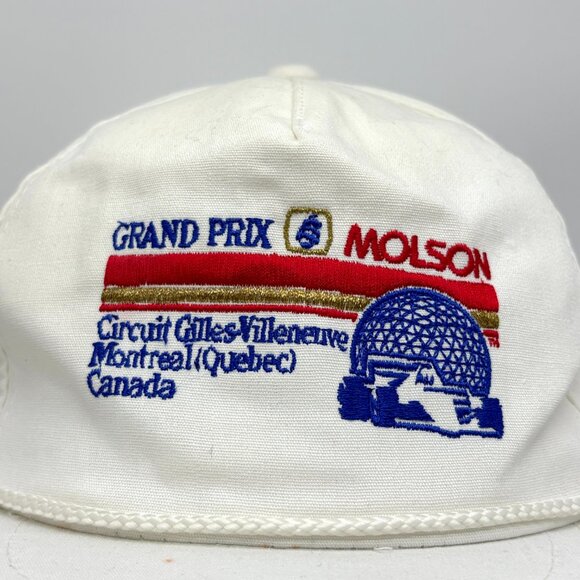 GRAND PRIX MOLSON
Circuit Gilles-Villeneuve
Montreal (Quebec)
Canada